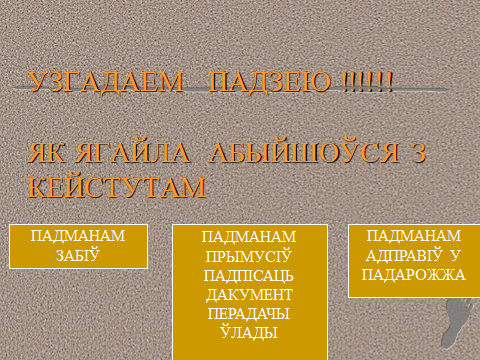 УЗГАДАЕМ ПАДЗЕЮ !!!!!!
ЯК ЯГАЙЛА АБЫЙШОЎСЯ З
КЕЙСТУТАМ
ПАДМАНАМ
ЗАБІЎ
ПАДМАНАМ
ПРЫМУСІЎ
ПАДПІСАЦЬ
ДАКУМЕНТ
ПЕРАДАЧЫ
ЎЛАДЫ
ПАДМАНАМ
АДПРАВІЎ У
ПАДАРОЖЖА